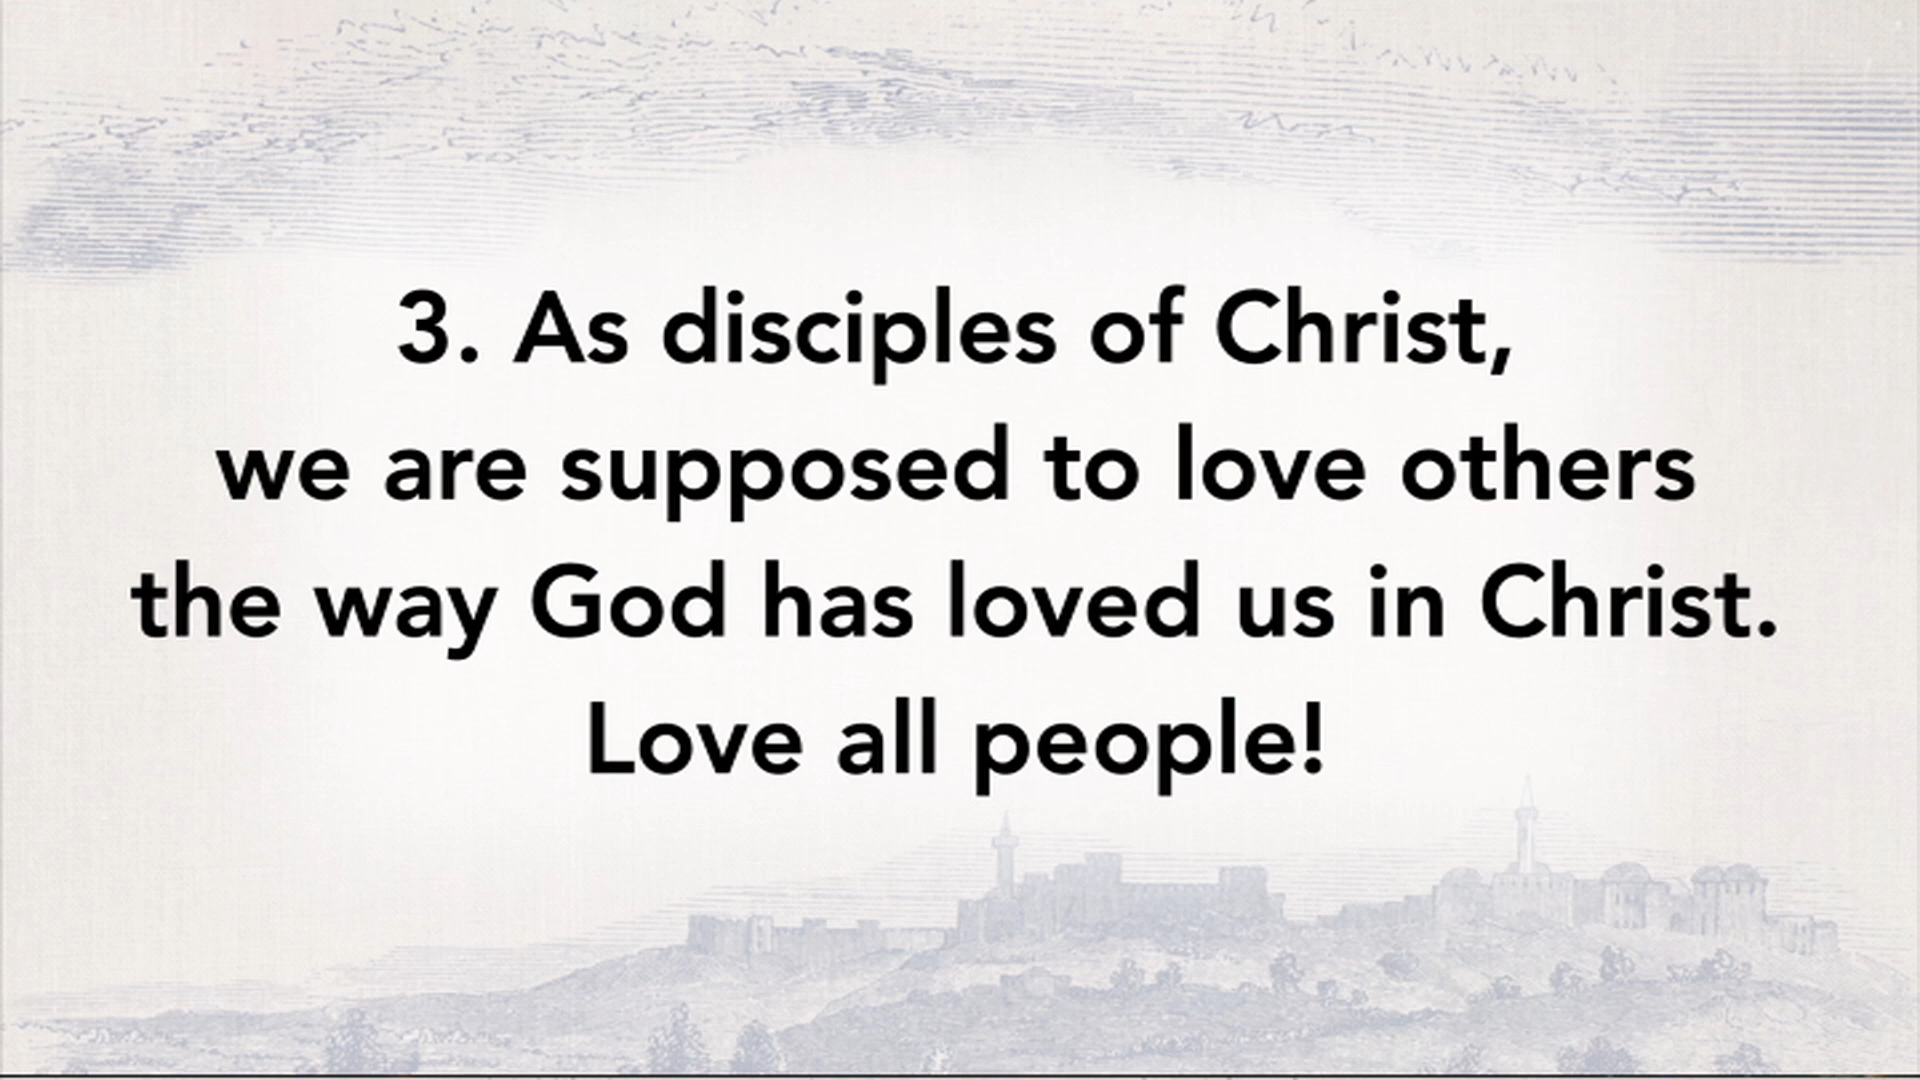 3. As disciples of Christ,
we are supposed to love others
the way God has loved us in Christ.
Love all people!